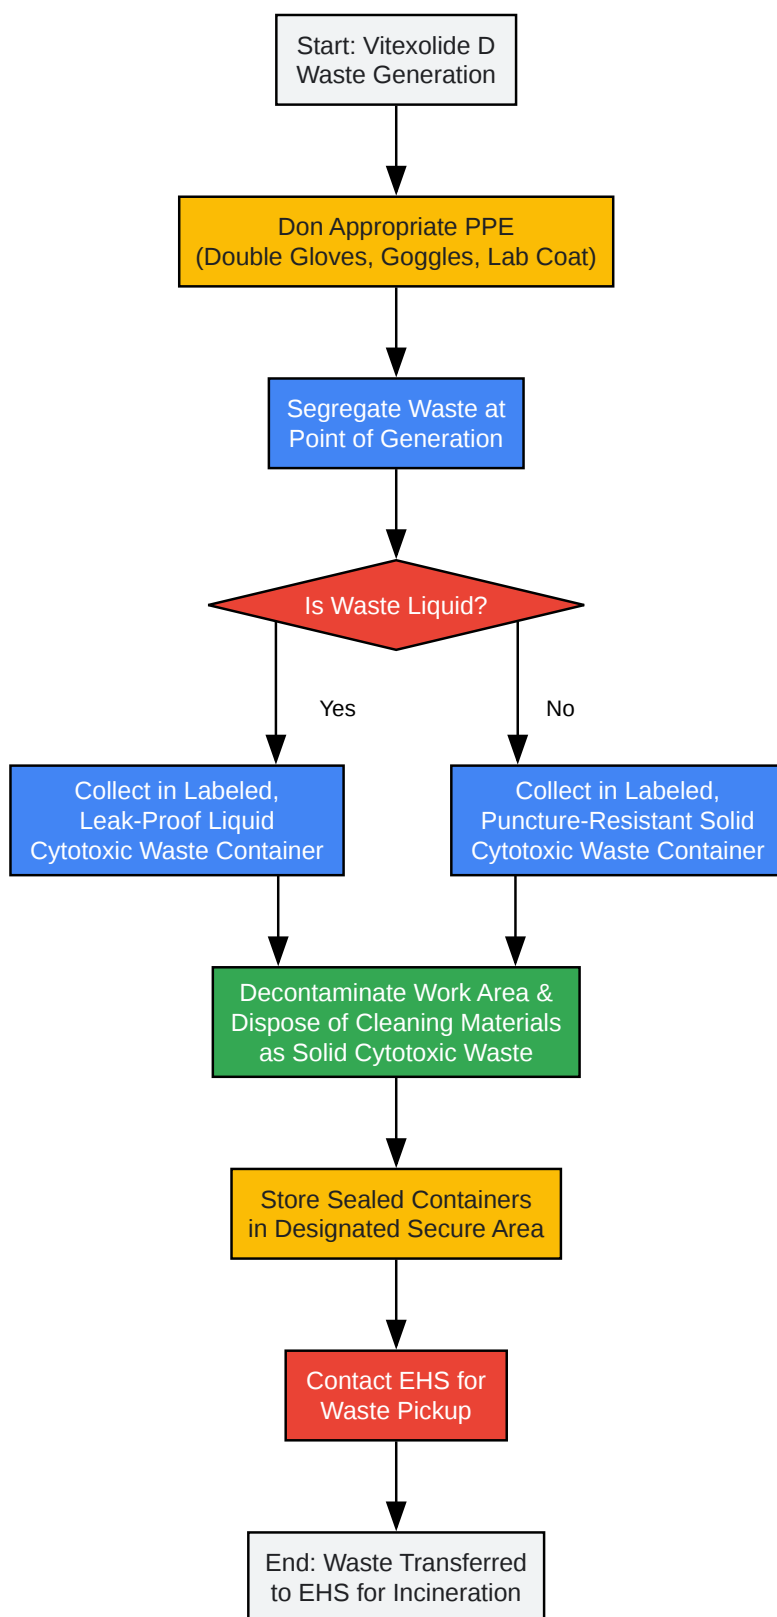 Start: Vitexolide D
Waste Generation
Don Appropriate PPE
(Double Gloves, Goggles, Lab Coat)
Segregate Waste at
Point of Generation
Is Waste Liquid?
Yes
No
Collect in Labeled,
Leak-Proof Liquid
Cytotoxic Waste Container
Collect in Labeled,
Puncture-Resistant Solid
Cytotoxic Waste Container
Decontaminate Work Area &
Dispose of Cleaning Materials
as Solid Cytotoxic Waste
Store Sealed Containers
in Designated Secure Area
Contact EHS for
Waste Pickup
End: Waste Transferred
to EHS for Incineration